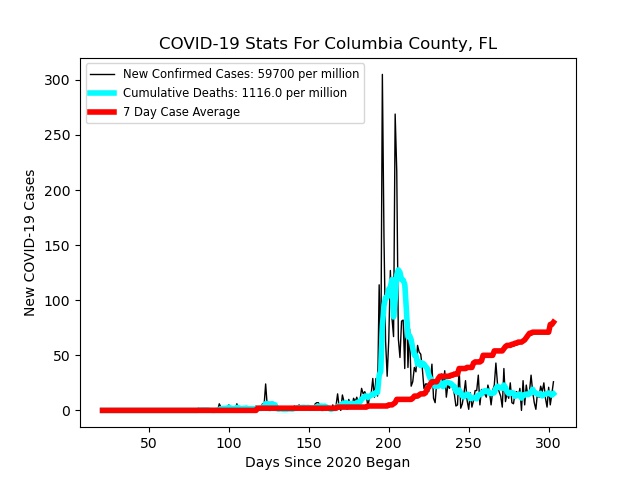 COVID-19 Stats For Columbia County, FL
New Confirmed Cases: 59700 per million
Cumulative Deaths: 1116.0 per million
7 Day Case Average
300
250
200
150
100
50
0
New COVID-19 Cases
50 100 150 200 250 300
Days Since 2020 Began